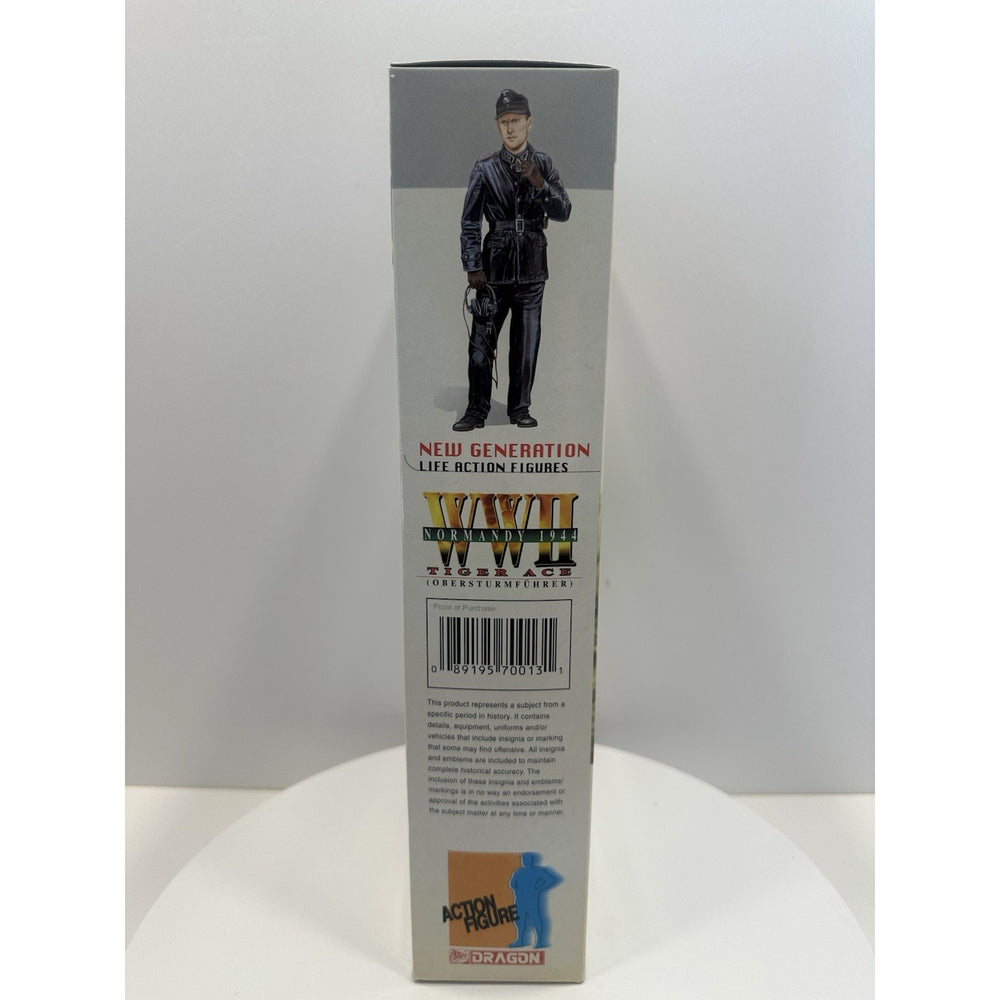 NEW GENERATION
LIFE ACTION FIGURES
WWII
NORMANDY 1944
TIGER ACE
(OBERSTURMFÜHRER)
Proof of Purchase
0 89195 70013 1
This product represents a subject from a
specific period in history. It contains
details, equipment, uniforms and/or
vehicles that include insignia or marking
that some may find offensive. All insignia
and emblems are included to maintain
complete historical accuracy. The
inclusion of these insignia and emblems/
markings is in no way an endorsement or
approval of the activities associated with
the subject matter at any time or manner.
ACTION
FIGURE
DRAGON